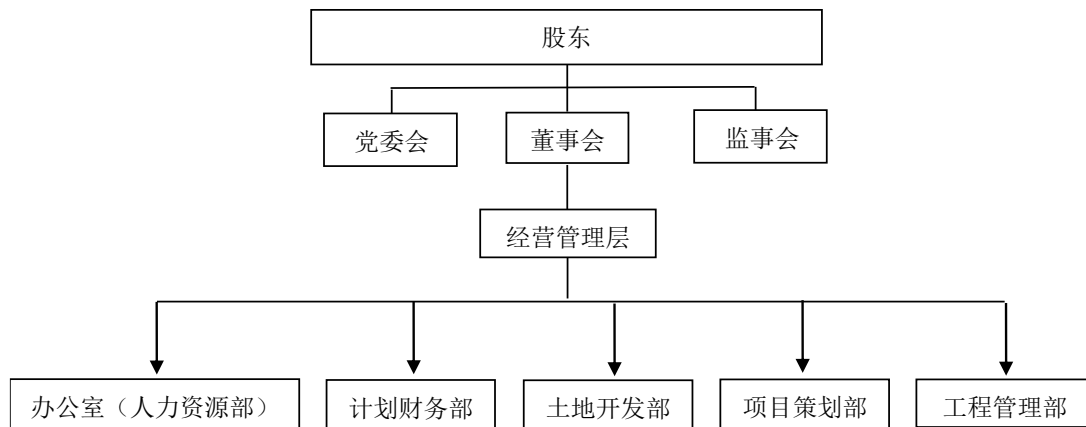 股东
党委会
董事会
监事会
经营管理层
办公室（人力资源部）
计划财务部
土地开发部
项目策划部
工程管理部